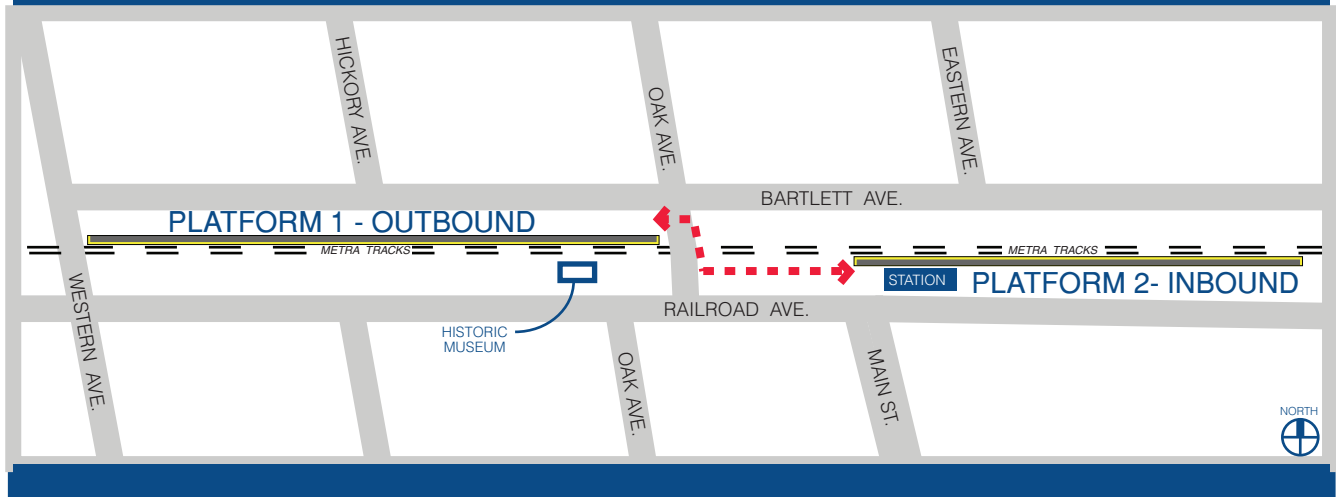 HICKORY AVE.
OAK AVE.
EASTERN AVE.
BARTLETT AVE.
PLATFORM 1 - OUTBOUND
METRA TRACKS
METRA TRACKS
STATION
PLATFORM 2- INBOUND
WESTERN AVE.
RAILROAD AVE.
HISTORIC
MUSEUM
OAK AVE.
MAIN ST.
NORTH